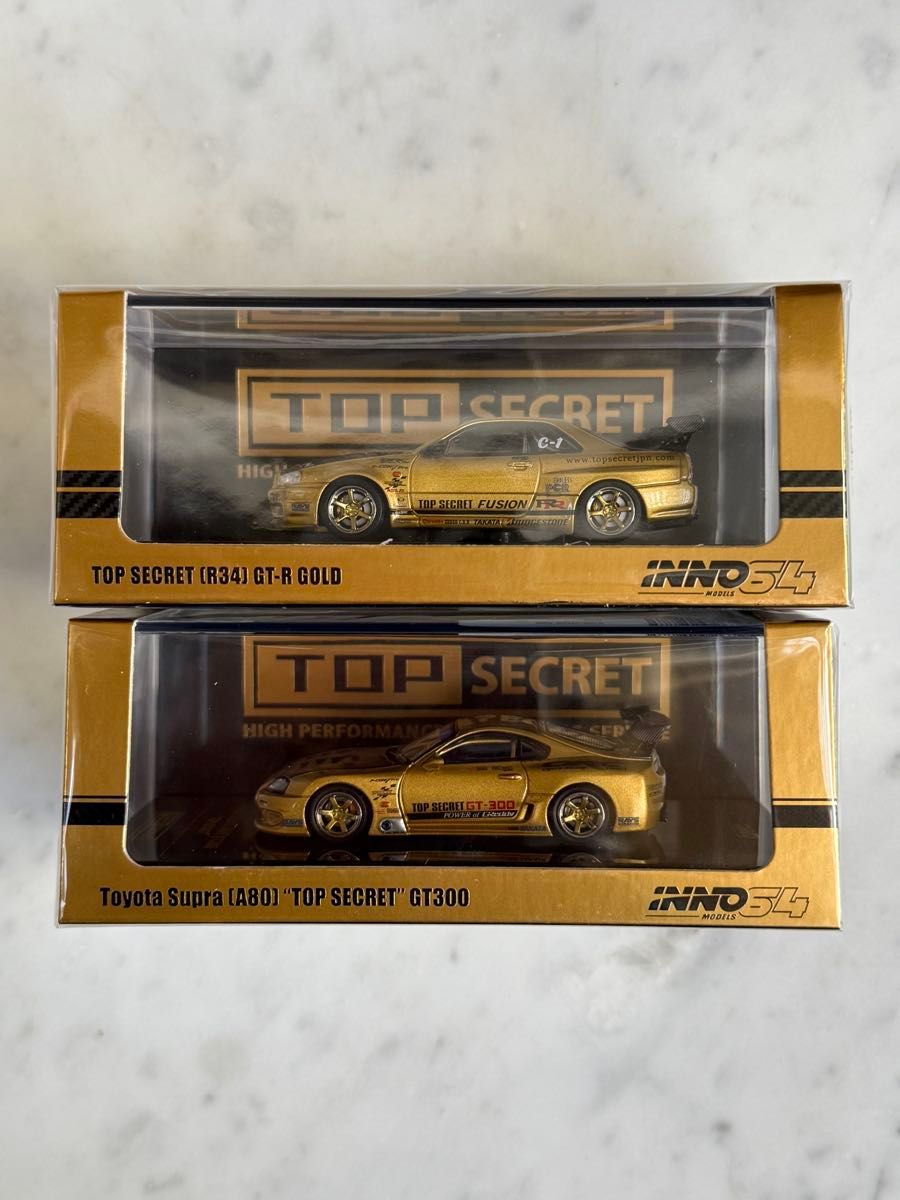 TOP SECRET
HIGH
C-1
www.topsecretjpn.com
TOP SECRET FUSION
TAKATA BRIDGESTONE
TOP SECRET (R34) GT-R GOLD
INNO64
MODELS
TOP SECRET
HIGH PERFORMANCE
TOP SECRET GT-300
POWER of GReddy
TAKATA
RAYS
Toyota Supra (A80) “TOP SECRET” GT300
INNO64
MODELS